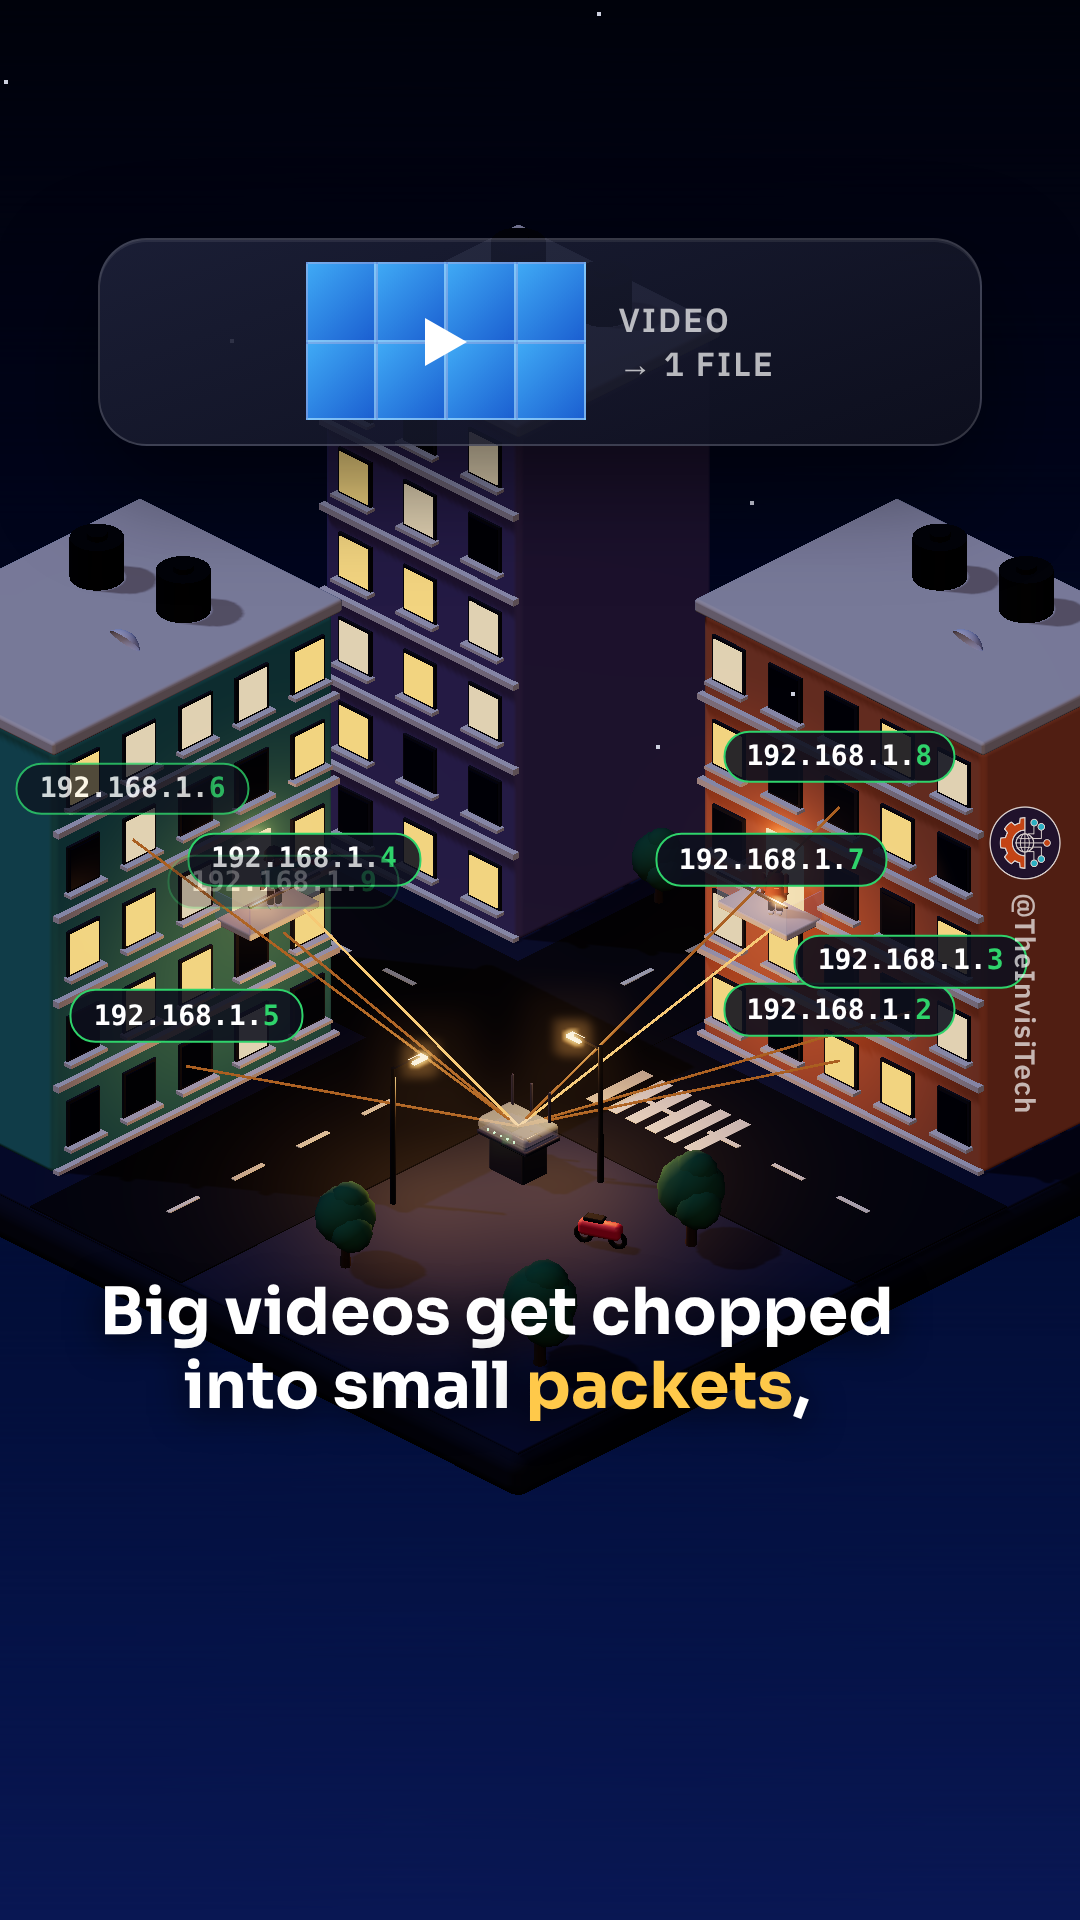 VIDEO
→ 1 FILE
192.168.1.8
192.168.1.6
192.168.1.4
192.168.1.7
192.168.1.9
192.168.1.3
192.168.1.2
192.168.1.5
@TheInvisiTech
Big videos get chopped
into small packets,